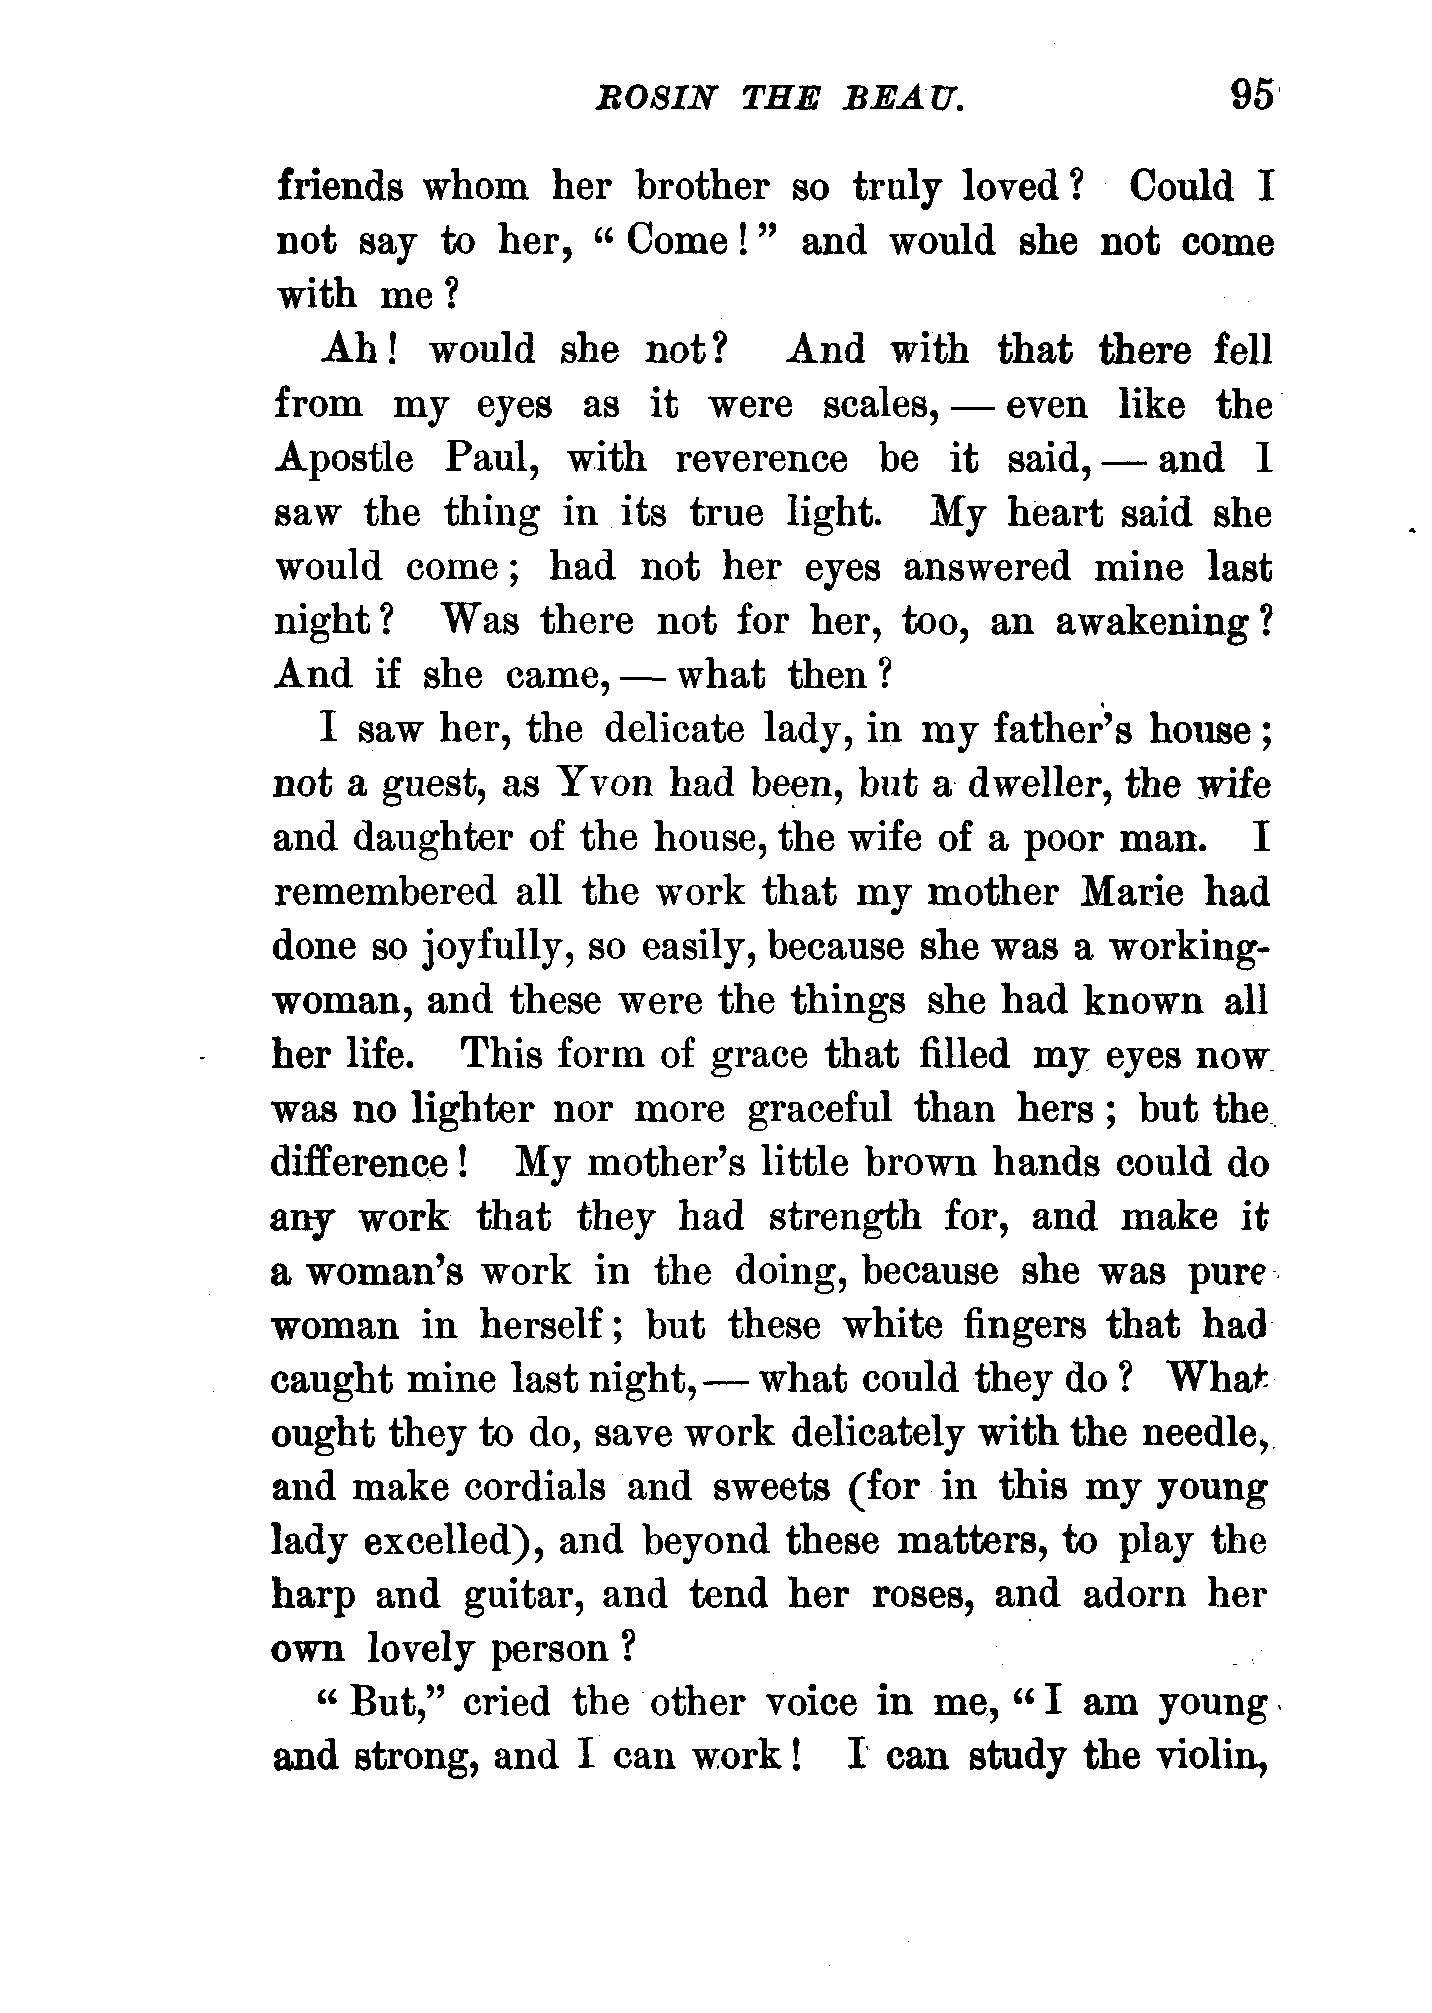 ROSIN THE BEAU. 95
friends whom her brother so truly loved? Could I
not say to her, "Come!" and would she not come
with me?
Ah! would she not? And with that there fell
from my eyes as it were scales,—even like the
Apostle Paul, with reverence be it said,—and I
saw the thing in its true light. My heart said she
would come; had not her eyes answered mine last
night? Was there not for her, too, an awakening?
And if she came,—what then?
I saw her, the delicate lady, in my father's house;
not a guest, as Yvon had been, but a dweller, the wife
and daughter of the house, the wife of a poor man. I
remembered all the work that my mother Marie had
done so joyfully, so easily, because she was a working-
woman, and these were the things she had known all
her life. This form of grace that filled my eyes now
was no lighter nor more graceful than hers; but the
difference! My mother's little brown hands could do
any work that they had strength for, and make it
a woman's work in the doing, because she was pure
woman in herself; but these white fingers that had
caught mine last night,—what could they do? What
ought they to do, save work delicately with the needle,
and make cordials and sweets (for in this my young
lady excelled), and beyond these matters, to play the
harp and guitar, and tend her roses, and adorn her
own lovely person?
"But," cried the other voice in me, "I am young
and strong, and I can work! I can study the violin,